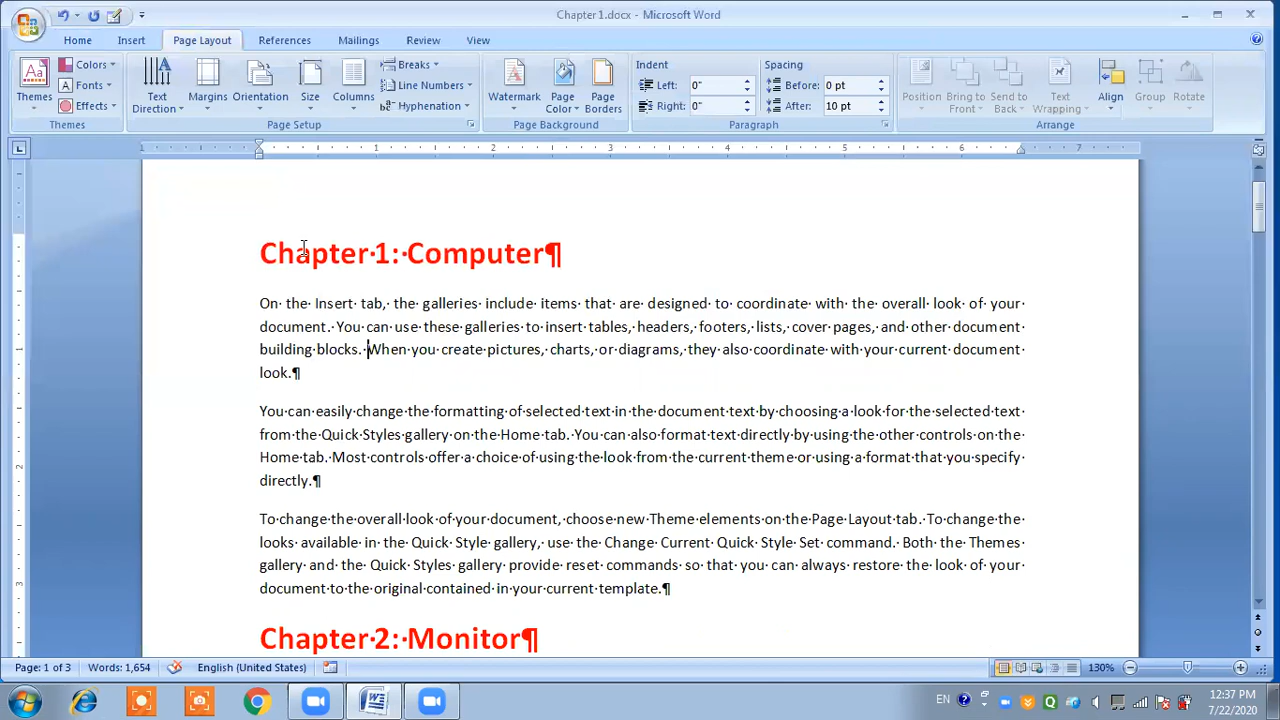 Chapter 1.docx - Microsoft Word
Home Insert Page Layout References Mailings Review View
Themes Colors Fonts Effects
Text Direction Margins Orientation Size Columns Breaks Line Numbers Hyphenation
Watermark Page Color Page Borders
Indent Spacing
Left: 0" Before: 0 pt
Right: 0" After: 10 pt
Position Bring to Front Send to Back Text Wrapping Align Group Rotate
Themes Page Setup Page Background Paragraph Arrange
1 1 2 3 4 5 6 7
Chapter·1:·Computer¶
On the Insert tab, the galleries include items that are designed to coordinate with the overall look of your
document. You can use these galleries to insert tables, headers, footers, lists, cover pages, and other document
building blocks. When you create pictures, charts, or diagrams, they also coordinate with your current document
look.¶
You can easily change the formatting of selected text in the document text by choosing a look for the selected text
from the Quick Styles gallery on the Home tab. You can also format text directly by using the other controls on the
Home tab. Most controls offer a choice of using the look from the current theme or using a format that you specify
directly.¶
To change the overall look of your document, choose new Theme elements on the Page Layout tab. To change the
looks available in the Quick Style gallery, use the Change Current Quick Style Set command. Both the Themes
gallery and the Quick Styles gallery provide reset commands so that you can always restore the look of your
document to the original contained in your current template.¶
Chapter·2:·Monitor¶
1
2
3
Page: 1 of 3 Words: 1,654 English (United States) 130%
EN 12:37 PM
7/22/2020